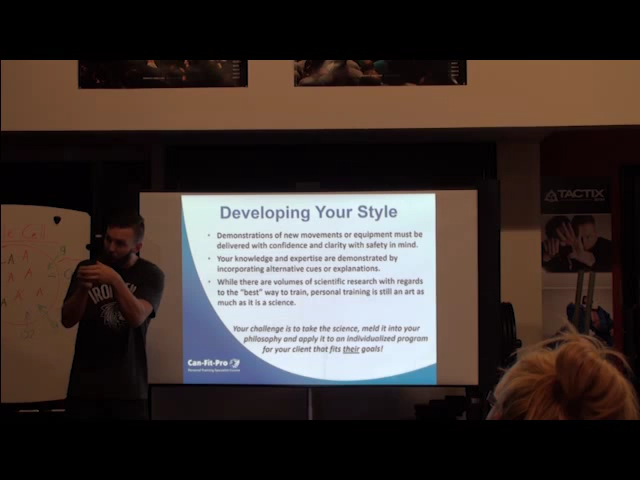 TACTIX
Developing Your Style
• Demonstrations of new movements or equipment must be
delivered with confidence and clarity with safety in mind.
• Your knowledge and expertise are demonstrated by
incorporating alternative cues or explanations.
• While there are volumes of scientific research with regards
to the "best" way to train, personal training is still an art as
much as it is a science.
Your challenge is to take the science, meld it into your
philosophy and apply it to an individualized program
for your client that fits their goals!
Can-Fit-Pro
Personal Training Specialist Course